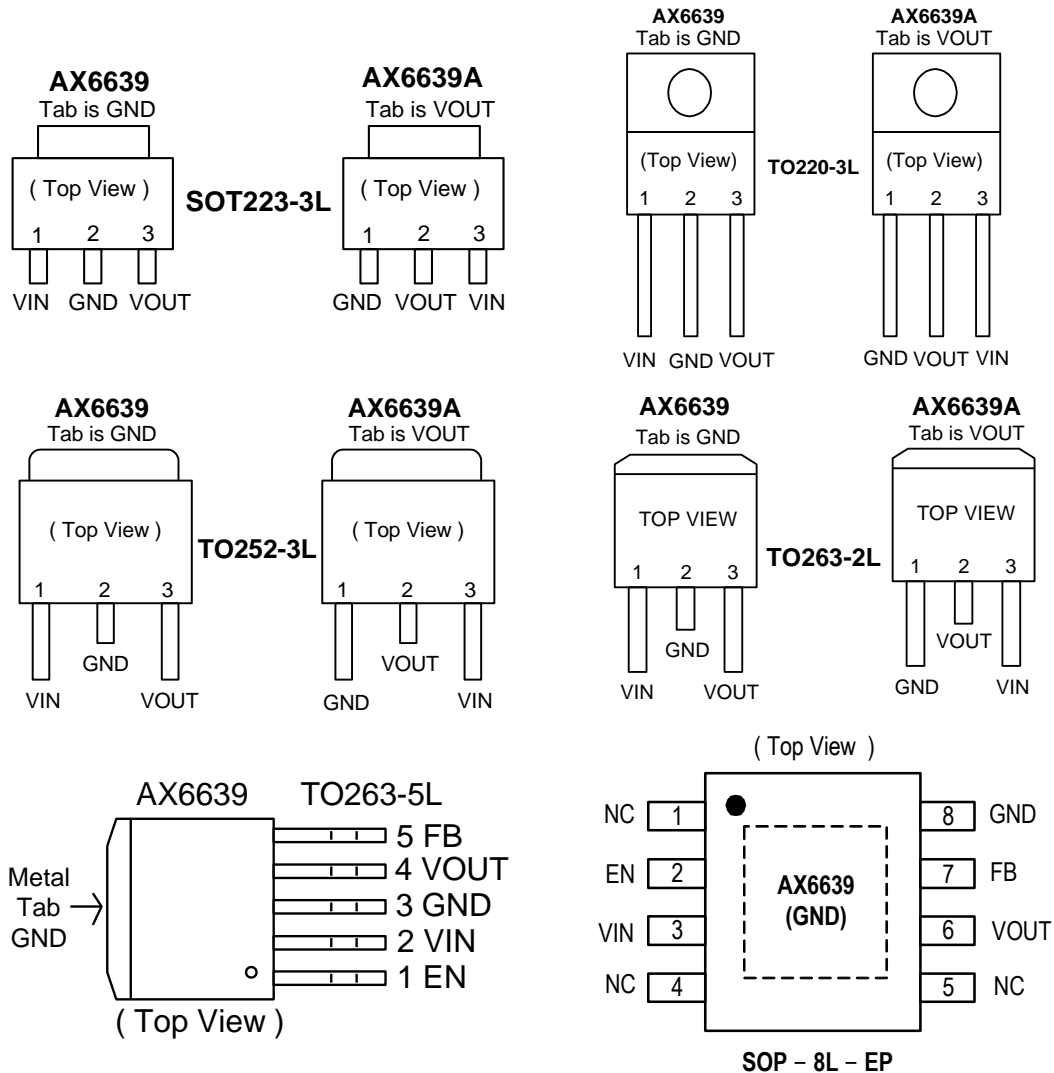 AX6639
Tab is GND
( Top View )
1 2 3
VIN GND VOUT
SOT223-3L
AX6639A
Tab is VOUT
( Top View )
1 2 3
GND VOUT VIN
AX6639
Tab is GND
(Top View)
1 2 3
VIN GND VOUT
TO220-3L
AX6639A
Tab is VOUT
(Top View)
1 2 3
GND VOUT VIN
AX6639
Tab is GND
( Top View )
1 2 3
GND
VIN VOUT
TO252-3L
AX6639A
Tab is VOUT
( Top View )
1 2 3
VOUT
GND VIN
AX6639
Tab is GND
TOP VIEW
1 2 3
GND
VIN VOUT
TO263-2L
AX6639A
Tab is VOUT
TOP VIEW
1 2 3
VOUT
GND VIN
AX6639 TO263-5L
5 FB
4 VOUT
3 GND
2 VIN
1 EN
Metal
Tab
GND
( Top View )
( Top View )
NC 1 8 GND
EN 2 7 FB
VIN 3 6 VOUT
NC 4 5 NC
AX6639
(GND)
SOP – 8L – EP